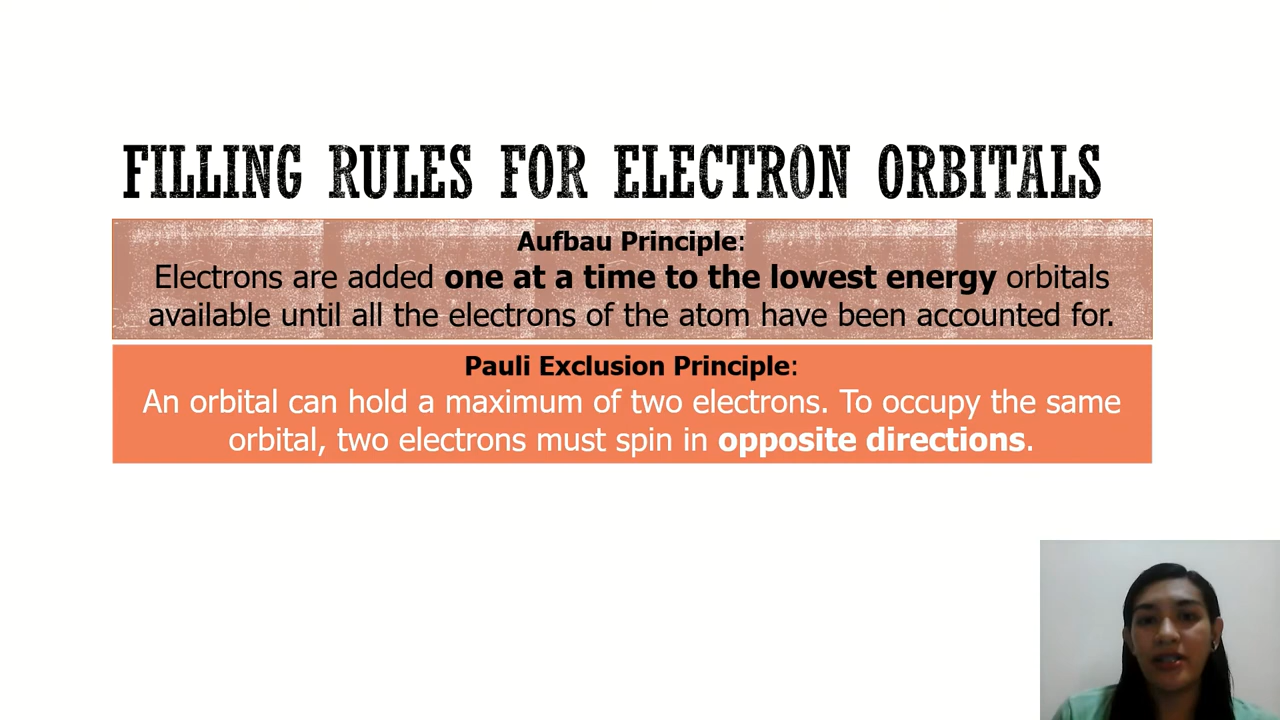 FILLING RULES FOR ELECTRON ORBITALS
Aufbau Principle:
Electrons are added one at a time to the lowest energy orbitals
available until all the electrons of the atom have been accounted for.
Pauli Exclusion Principle:
An orbital can hold a maximum of two electrons. To occupy the same
orbital, two electrons must spin in opposite directions.